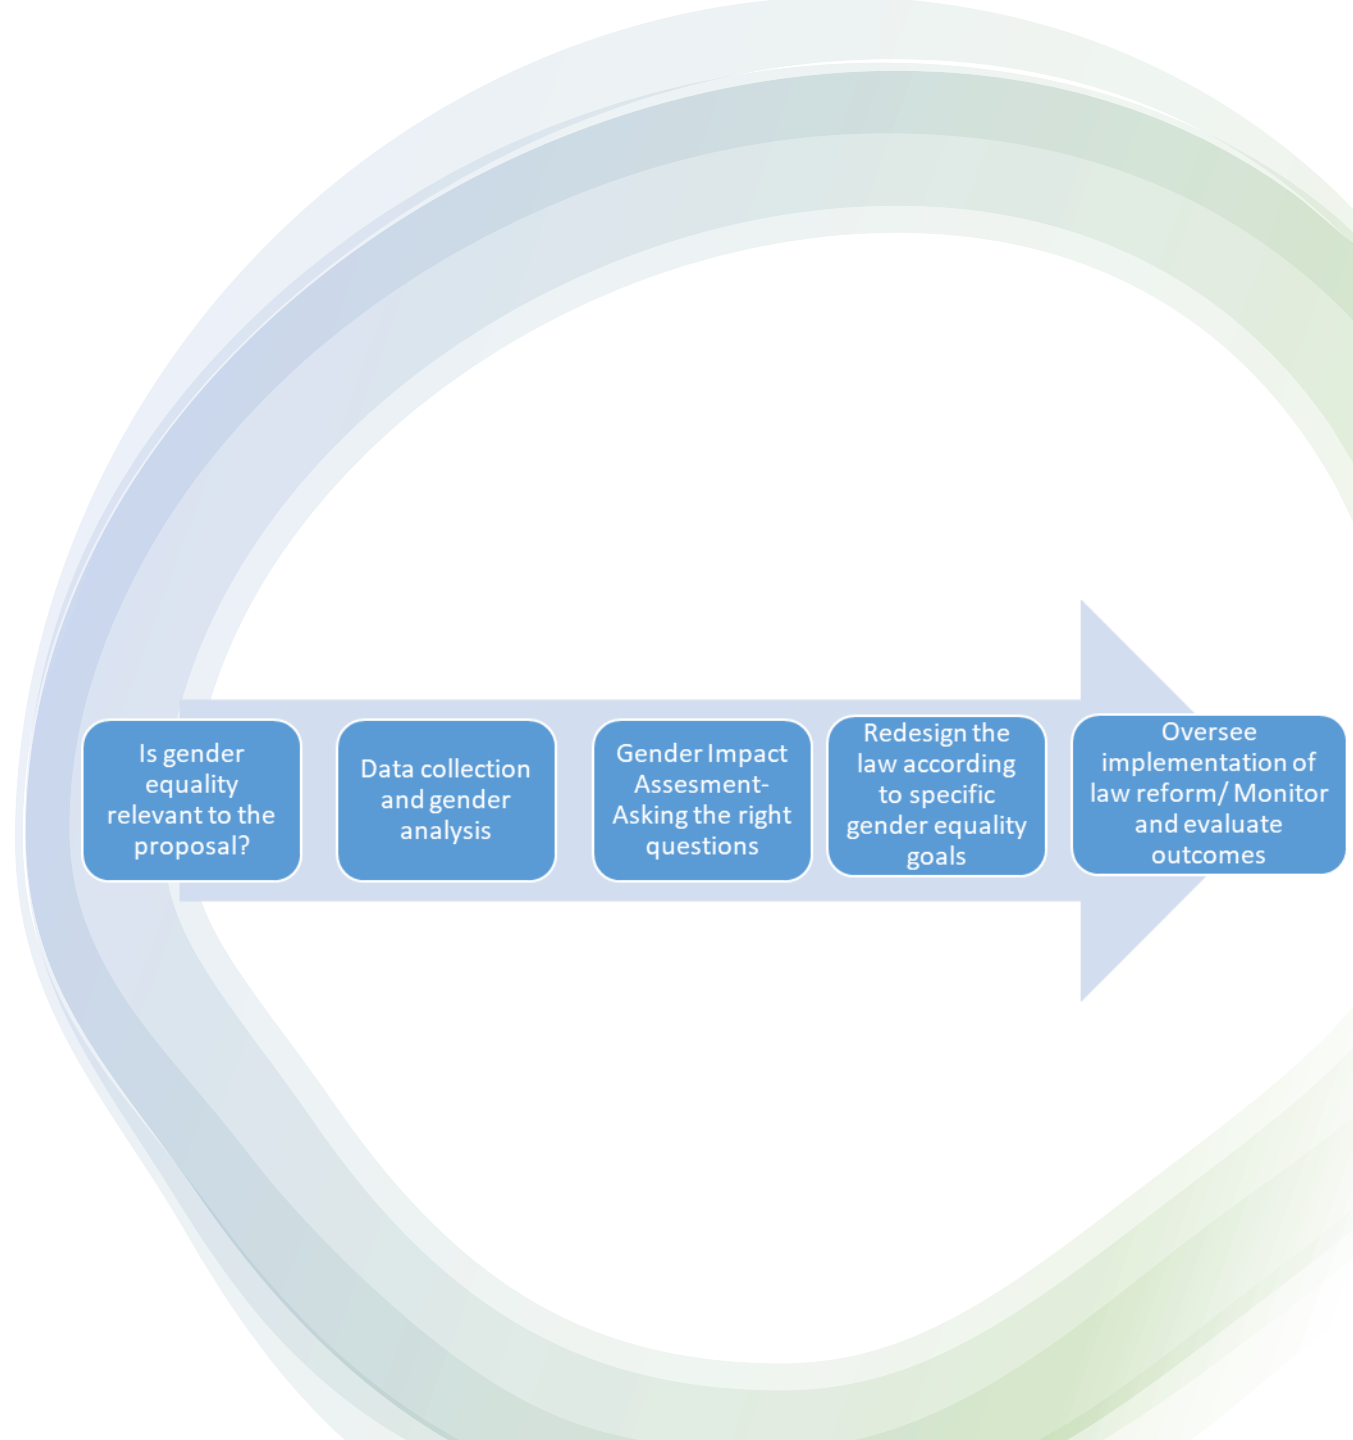 Is gender
equality
relevant to the
proposal?
Data collection
and gender
analysis
Gender Impact
Assesment-
Asking the right
questions
Redesign the
law according
to specific
gender equality
goals
Oversee
implementation of
law reform/ Monitor
and evaluate
outcomes